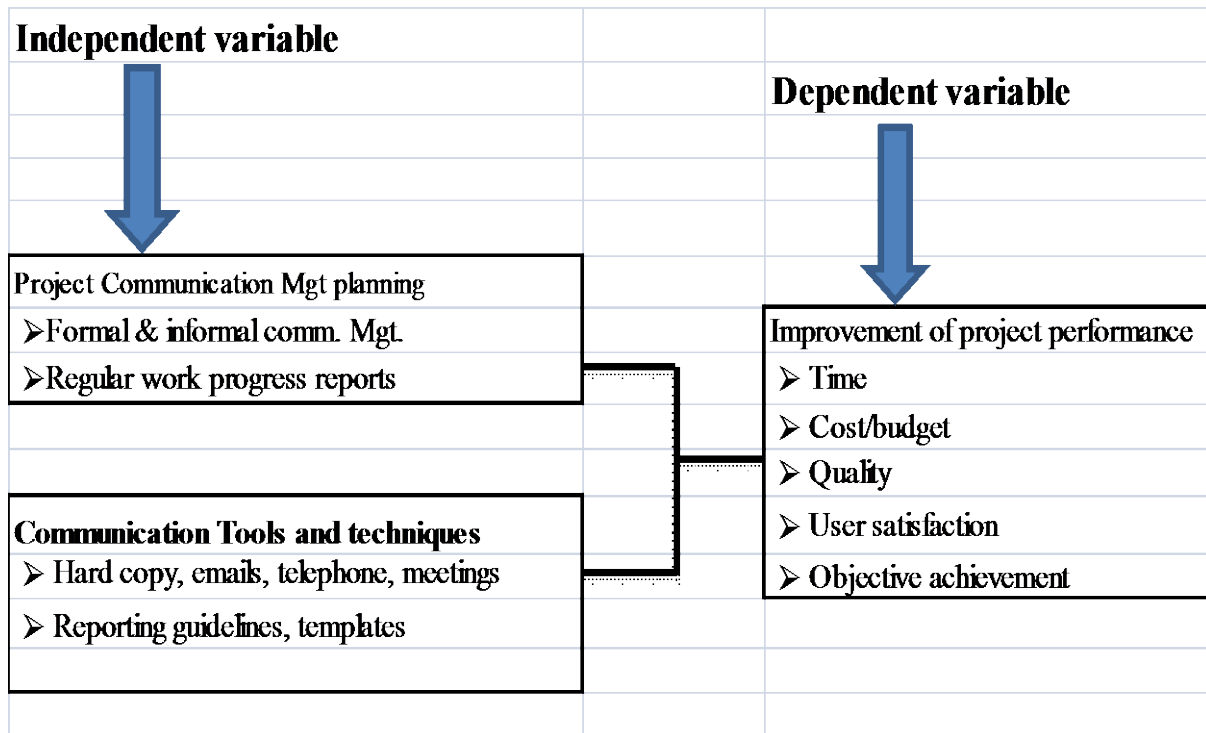 Independent variable
Dependent variable
Project Communication Mgt planning
➢Formal & informal comm. Mgt.
➢Regular work progress reports
Communication Tools and techniques
➢ Hard copy, emails, telephone, meetings
➢ Reporting guidelines, templates
Improvement of project performance
➢ Time
➢ Cost/budget
➢ Quality
➢ User satisfaction
➢ Objective achievement